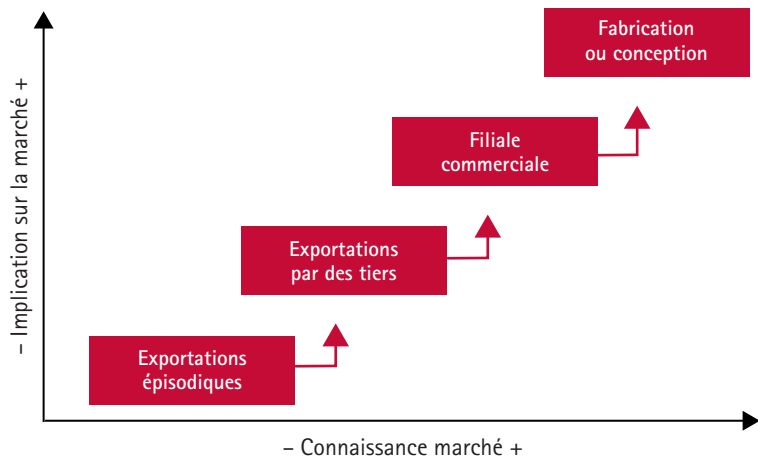 Fabrication
ou conception
Filiale
commerciale
Exportations
par des tiers
Exportations
épisodiques
– Implication sur la marché +
– Connaissance marché +